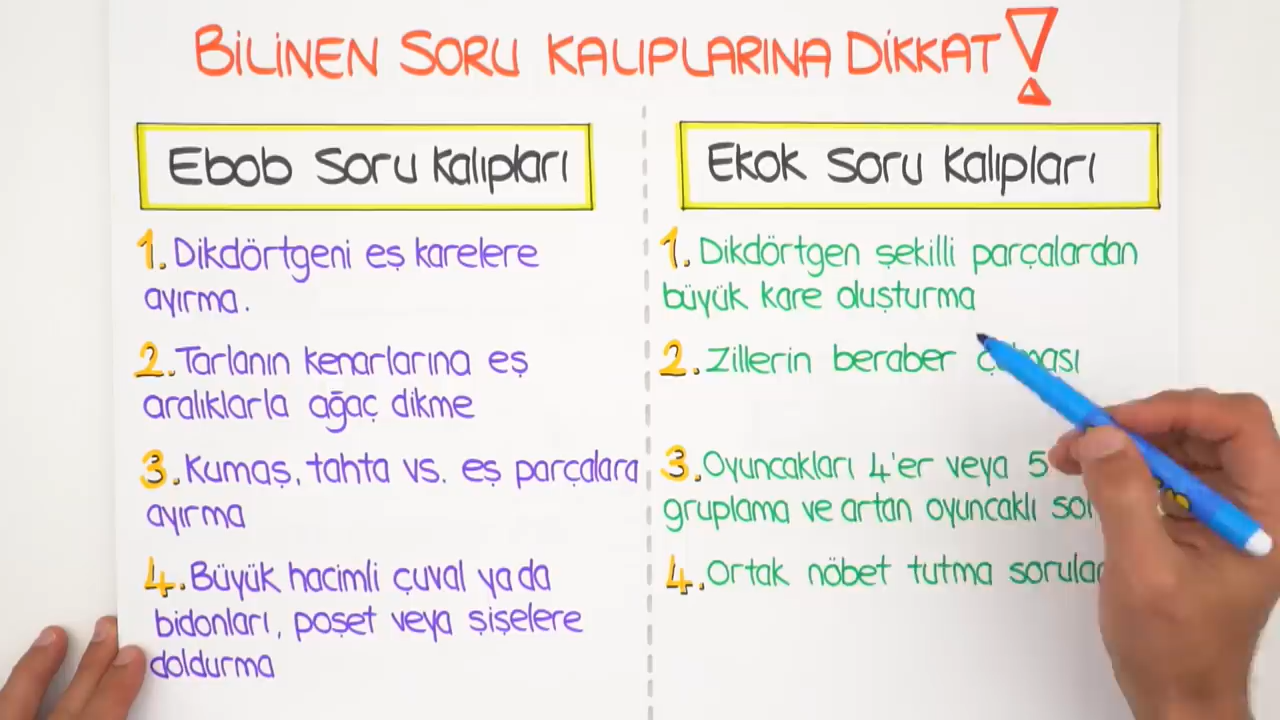 BİLİNEN SORU KALIPLARINA DİKKAT!
Ebob Soru Kalıpları
1. Dikdörtgeni eş karelere
ayırma.
2. Tarlanın kenarlarına eş
aralıklarla ağaç dikme
3. Kumaş, tahta vs. eş parçalara
ayırma
4. Büyük hacimli çuval ya da
bidonları, poşet veya şişelere
doldurma
Ekok Soru Kalıpları
1. Dikdörtgen şekilli parçalardan
büyük kare oluşturma
2. Zillerin beraber
3. Oyuncakları 4'er veya 5
gruplama ve artan oyuncaklı
4. Ortak nöbet tutma